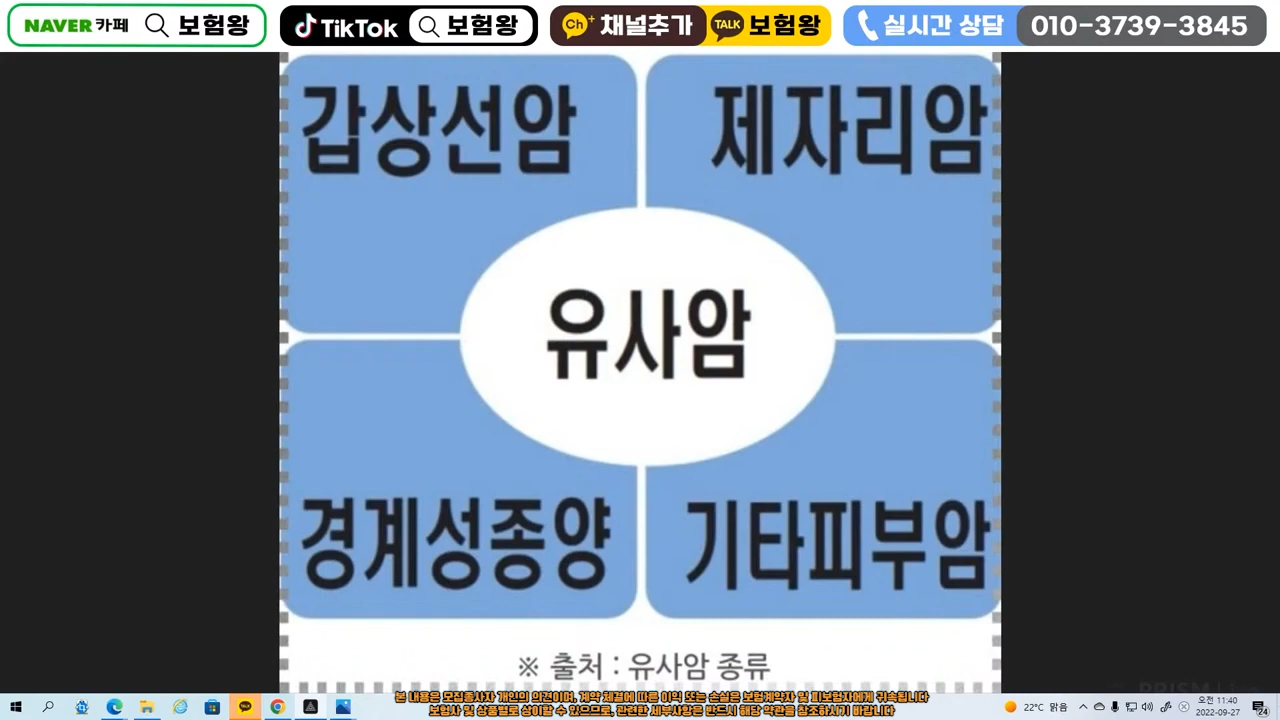 NAVER 카페 보험왕
TikTok 보험왕
Ch+ 채널추가 TALK 보험왕
실시간 상담 010-3739-3845
갑상선암
제자리암
유사암
경계성종양
기타피부암
※ 출처 : 유사암 종류
본 내용은 모집종사자 개인의 의견이며, 계약 체결에 따른 이익 또는 손실은 보험계약자 및 피보험자에게 귀속됩니다
보험사 및 상품별로 상이할 수 있으므로, 관련한 세부사항은 반드시 해당 약관을 참조하시기 바랍니다
PRISM Live
22°C 맑음
오전 11:40
2022-09-27
24